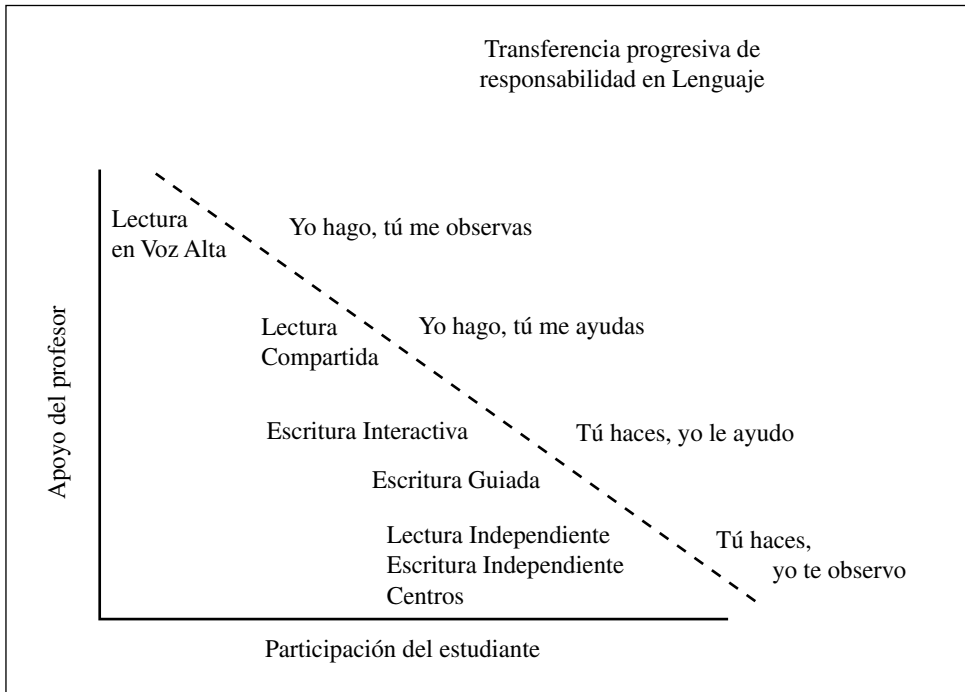 Transferencia progresiva de
responsabilidad en Lenguaje
Lectura
en Voz Alta
Yo hago, tú me observas
Lectura
Compartida
Yo hago, tú me ayudas
Escritura Interactiva
Tú haces, yo le ayudo
Escritura Guiada
Lectura Independiente
Escritura Independiente
Centros
Tú haces,
yo te observo
Apoyo del profesor
Participación del estudiante